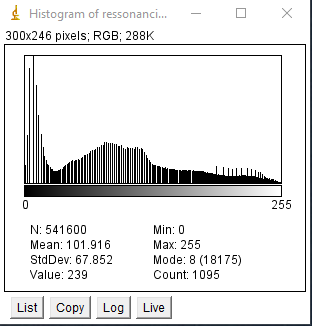 Histogram of ressonanci...
300x246 pixels; RGB; 288K
0 255
N: 541600 Min: 0
Mean: 101.916 Max: 255
StdDev: 67.852 Mode: 8 (18175)
Value: 239 Count: 1095
List Copy Log Live